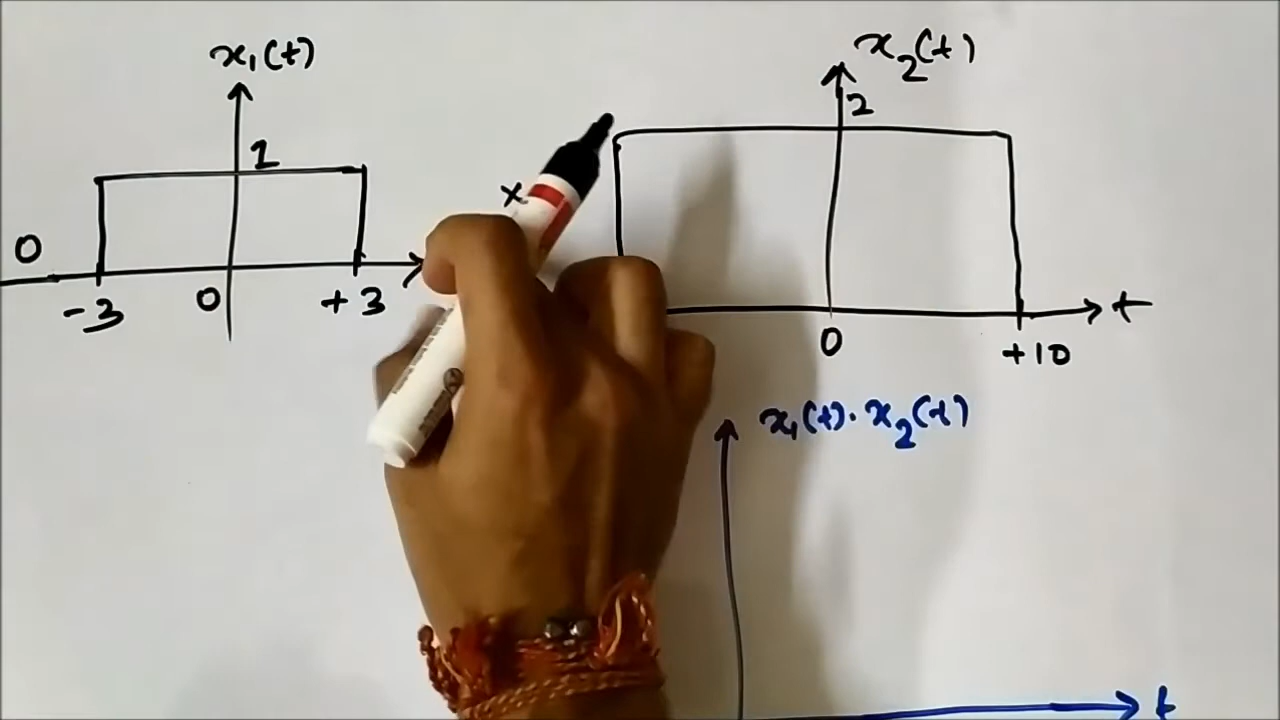 x₁(t)
1
0
-3
0
+3
x
x₂(t)
2
t
0
+10
x₁(t)·x₂(t)
t